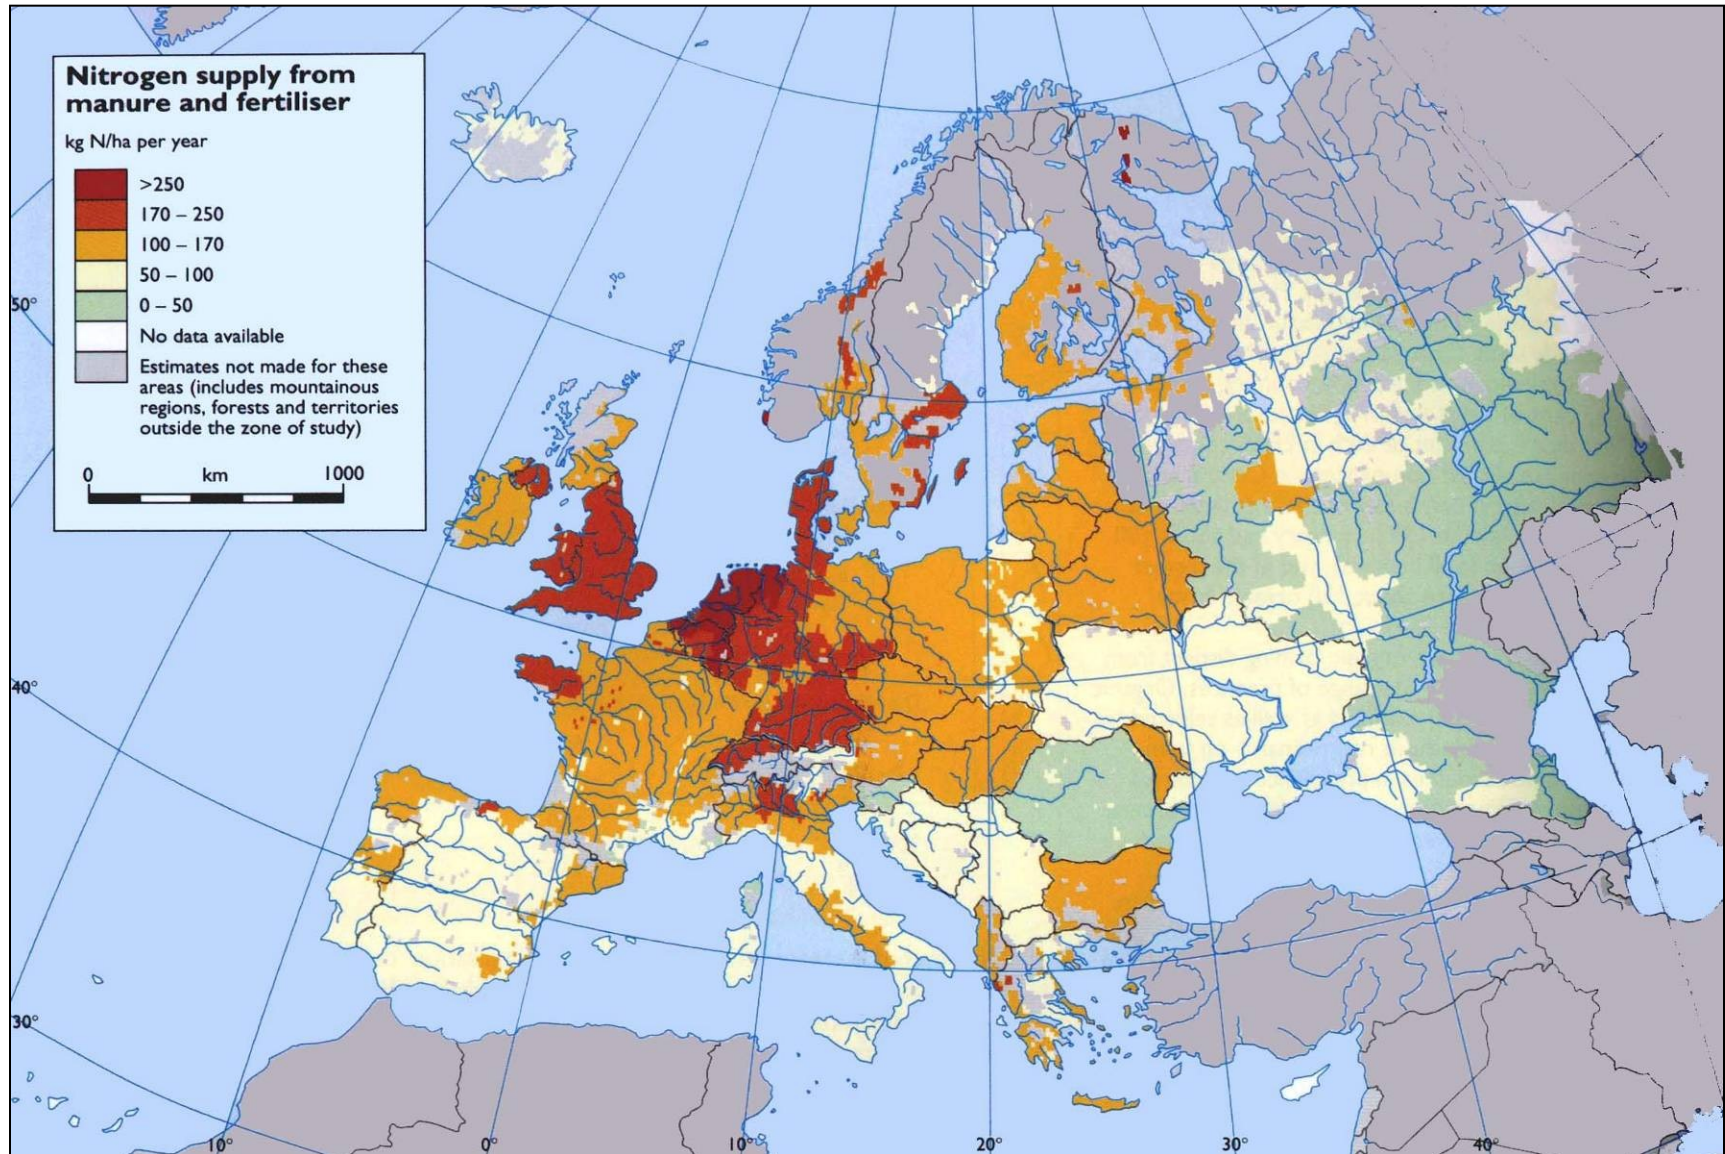 Nitrogen supply from
manure and fertiliser
kg N/ha per year
>250
170 – 250
100 – 170
50 – 100
0 – 50
No data available
Estimates not made for these
areas (includes mountainous
regions, forests and territories
outside the zone of study)
0 km 1000
50°
40°
30°
10° 0° 10° 20° 30° 40°